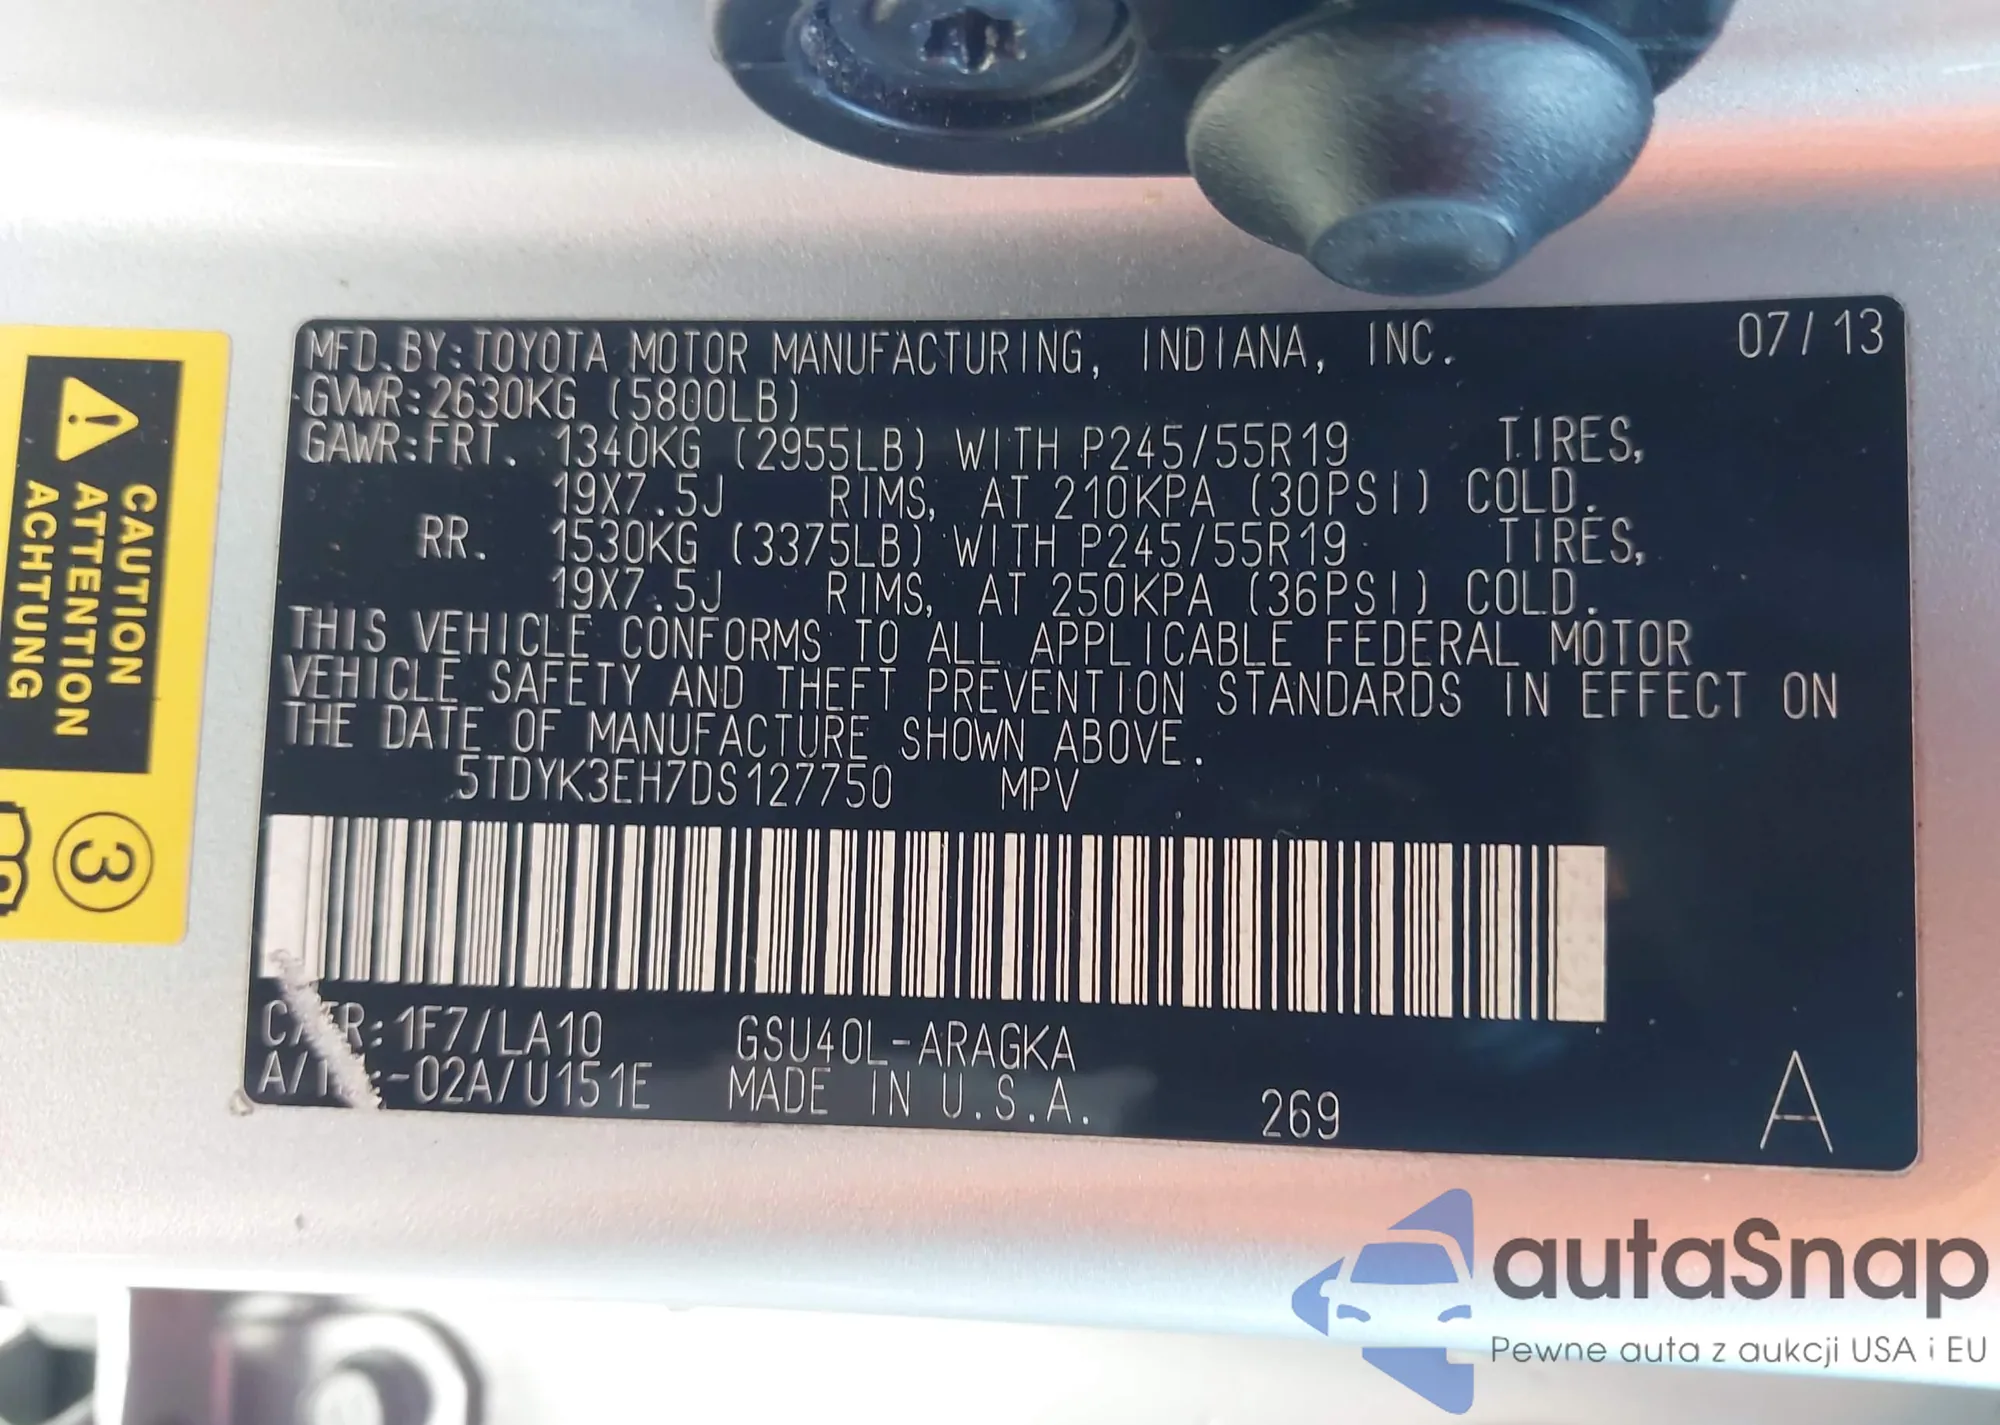 MFD.BY:TOYOTA MOTOR MANUFACTURING, INDIANA, INC. 07/13
GVWR:2630KG (5800LB)
GAWR:FRT. 1340KG (2955LB) WITH P245/55R19 TIRES,
19X7.5J RIMS, AT 210KPA (30PSI) COLD.
RR. 1530KG (3375LB) WITH P245/55R19 TIRES,
19X7.5J RIMS, AT 250KPA (36PSI) COLD.
THIS VEHICLE CONFORMS TO ALL APPLICABLE FEDERAL MOTOR
VEHICLE SAFETY AND THEFT PREVENTION STANDARDS IN EFFECT ON
THE DATE OF MANUFACTURE SHOWN ABOVE.
5TDYK3EH7DS127750 MPV
1F7/LA10 GSU40L-ARAGKA
-02A/U151E MADE IN U.S.A. 269 A
CAUTION
ATTENTION
ACHTUNG
3
autaSnap
Pewne auta z aukcji USA i EU